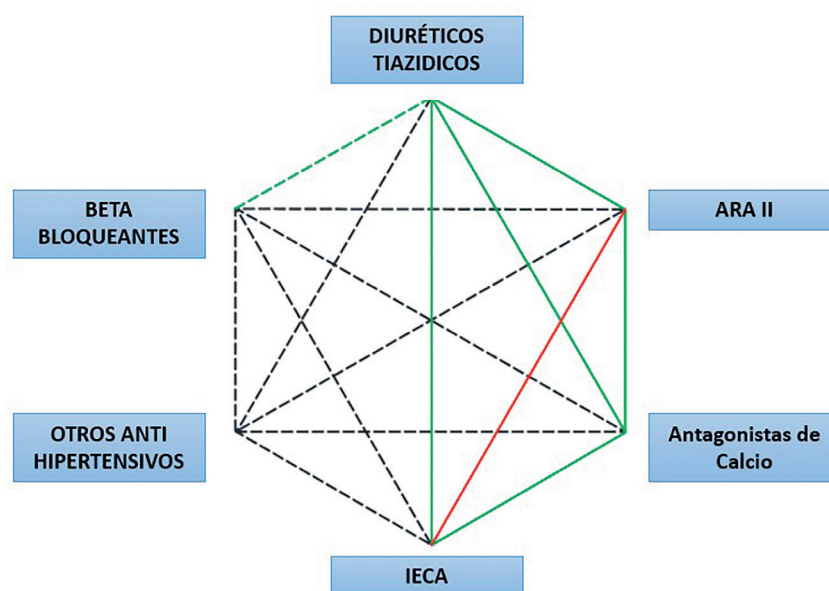 DIURÉTICOS
TIAZIDICOS
BETA
BLOQUEANTES
ARA II
OTROS ANTI
HIPERTENSIVOS
Antagonistas de
Calcio
IECA